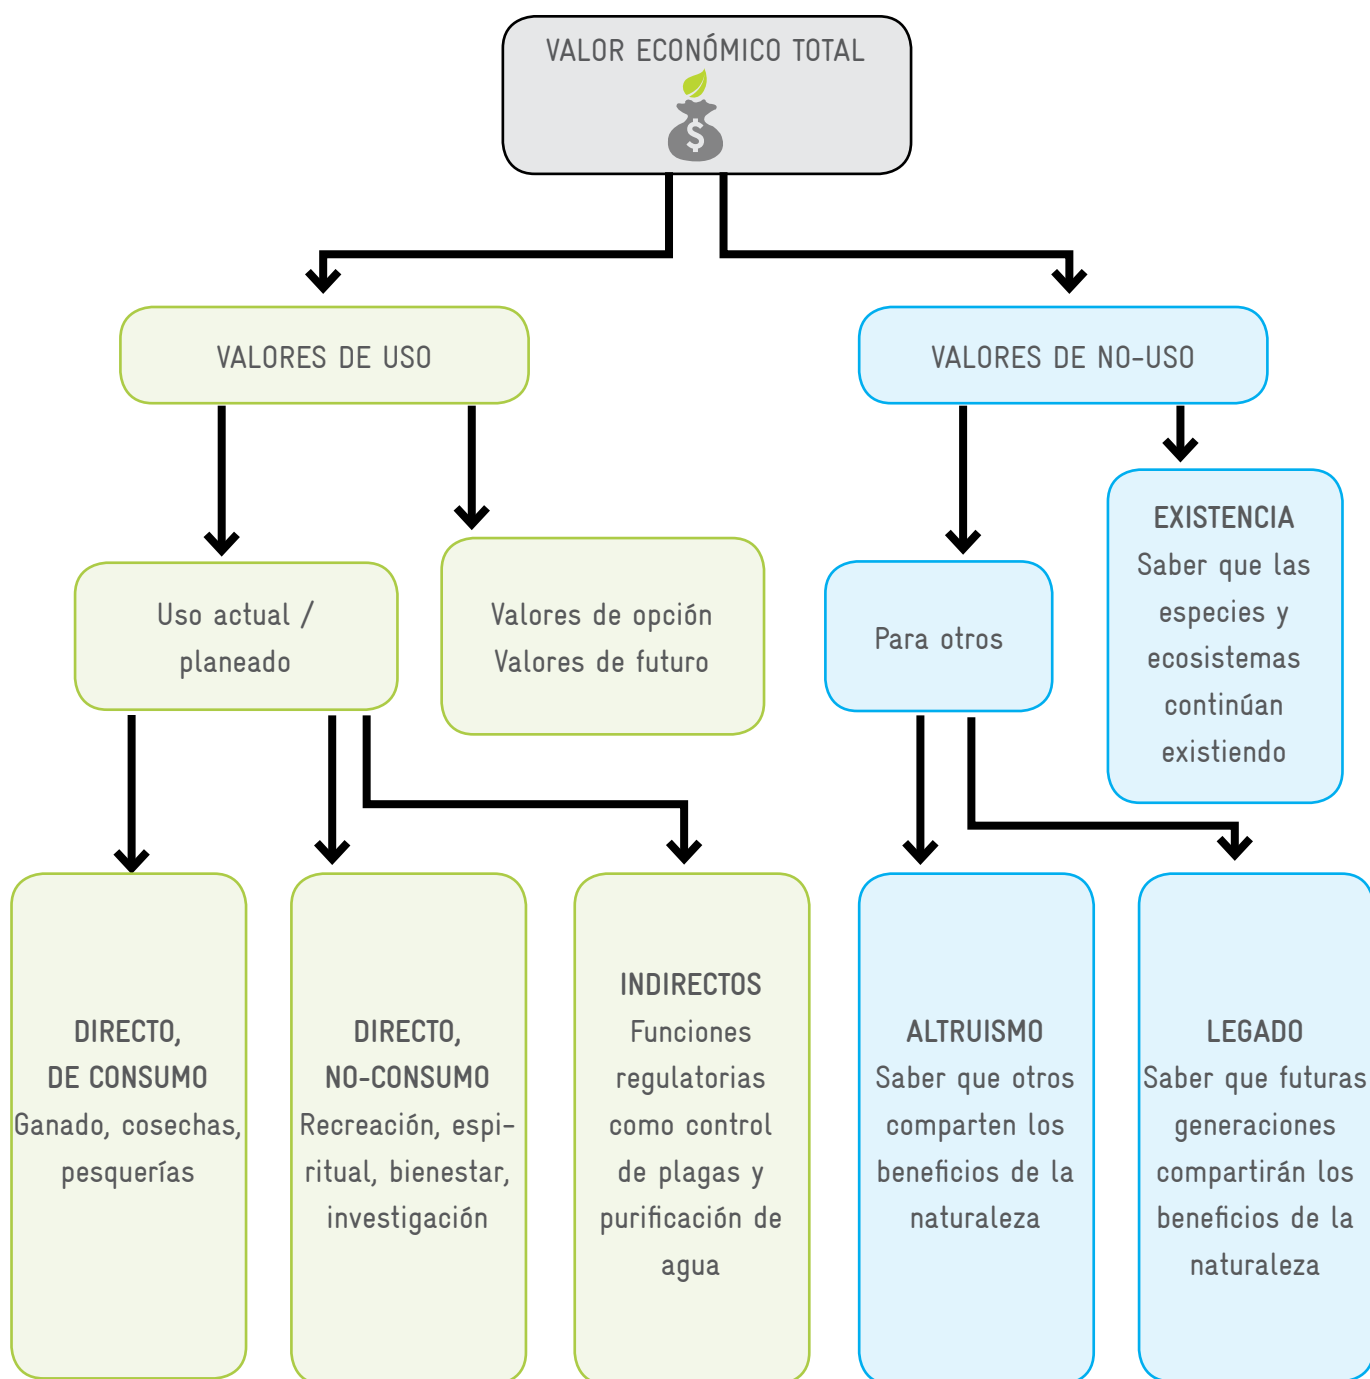 VALOR ECONÓMICO TOTAL
$
VALORES DE USO
VALORES DE NO-USO
Uso actual /
planeado
Valores de opción
Valores de futuro
Para otros
EXISTENCIA
Saber que las
especies y
ecosistemas
continúan
existiendo
DIRECTO,
DE CONSUMO
Ganado, cosechas,
pesquerías
DIRECTO,
NO-CONSUMO
Recreación, espi-
ritual, bienestar,
investigación
INDIRECTOS
Funciones
regulatorias
como control
de plagas y
purificación de
agua
ALTRUISMO
Saber que otros
comparten los
beneficios de la
naturaleza
LEGADO
Saber que futuras
generaciones
compartirán los
beneficios de la
naturaleza